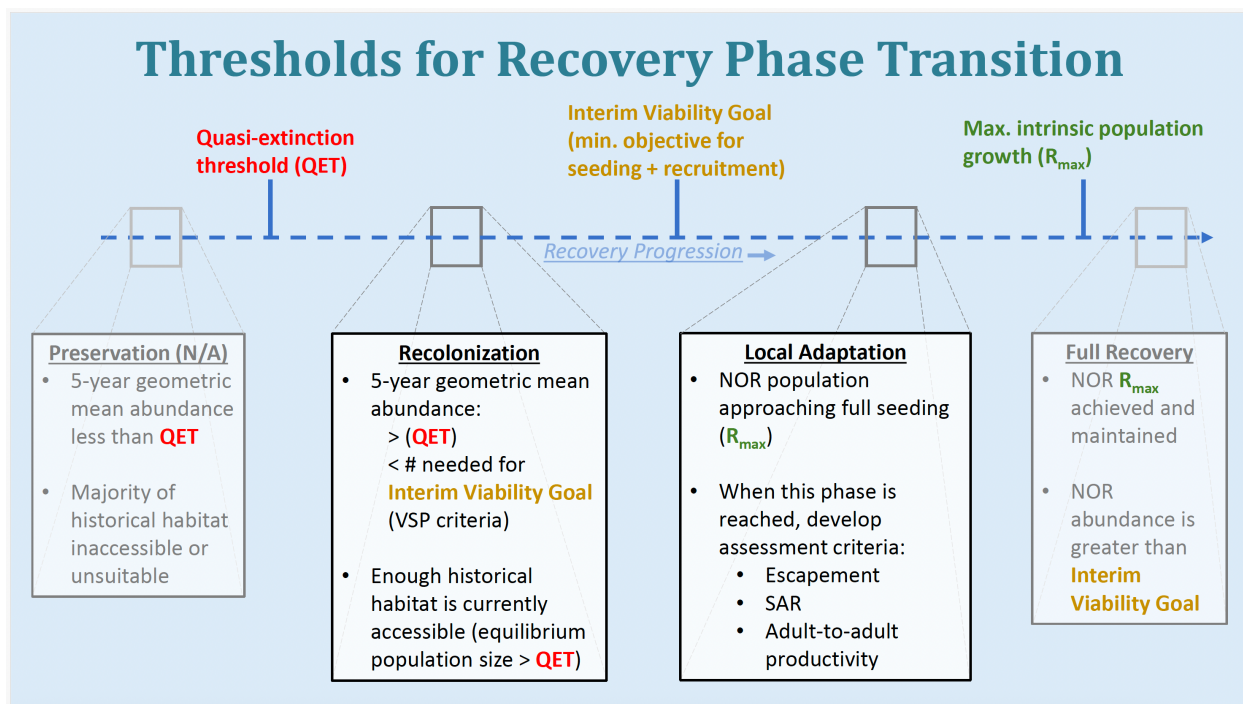 Thresholds for Recovery Phase Transition
Quasi-extinction
threshold (QET)
Interim Viability Goal
(min. objective for
seeding + recruitment)
Max. intrinsic population
growth (Rmax)
Recovery Progression
Preservation (N/A)
• 5-year geometric
mean abundance
less than QET
• Majority of
historical habitat
inaccessible or
unsuitable
Recolonization
• 5-year geometric mean
abundance:
> (QET)
< # needed for
Interim Viability Goal
(VSP criteria)
• Enough historical
habitat is currently
accessible (equilibrium
population size > QET)
Local Adaptation
• NOR population
approaching full seeding
(Rmax)
• When this phase is
reached, develop
assessment criteria:
• Escapement
• SAR
• Adult-to-adult
productivity
Full Recovery
• NOR Rmax
achieved and
maintained
• NOR
abundance is
greater than
Interim
Viability Goal